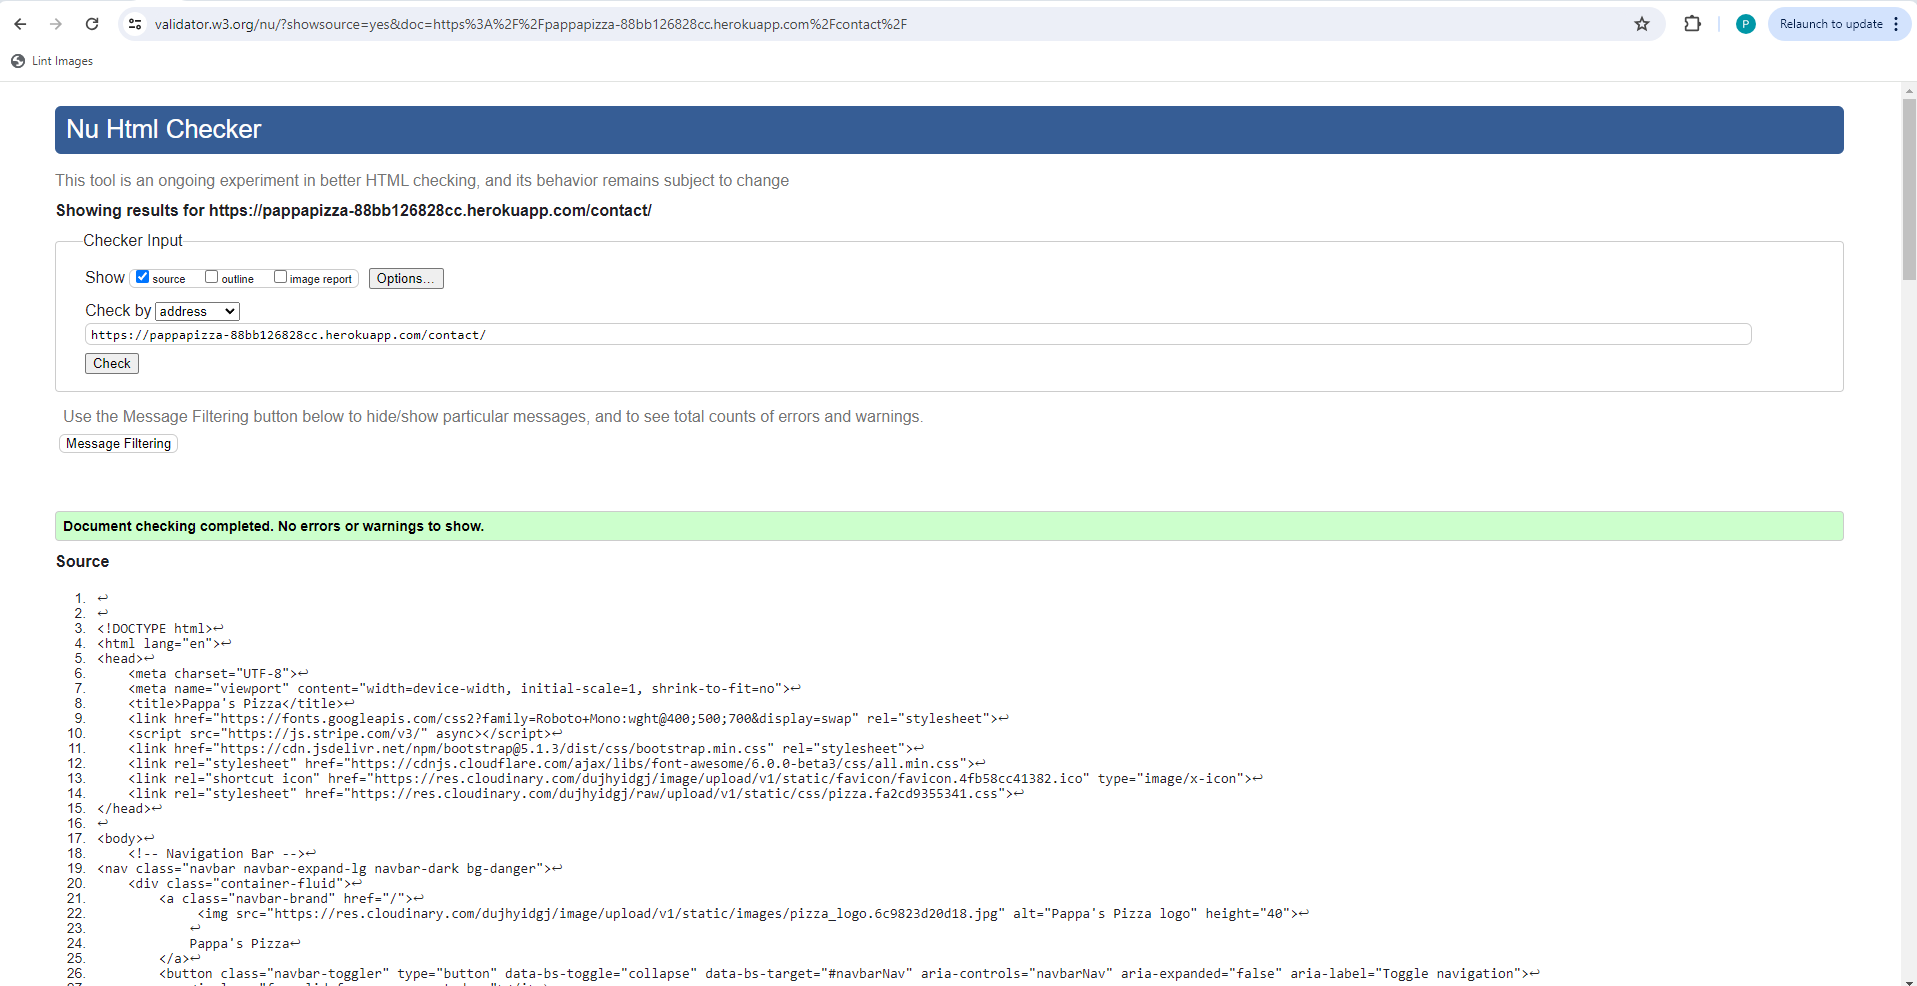 validator.w3.org/nu/?showsource=yes&doc=https%3A%2F%2Fpappapizza-88bb126828cc.herokuapp.com%2Fcontact%2F
P
Relaunch to update
Lint Images
Nu Html Checker
This tool is an ongoing experiment in better HTML checking, and its behavior remains subject to change
Showing results for https://pappapizza-88bb126828cc.herokuapp.com/contact/
Checker Input
Show source outline image report Options...
Check by address
https://pappapizza-88bb126828cc.herokuapp.com/contact/
Check
Use the Message Filtering button below to hide/show particular messages, and to see total counts of errors and warnings.
Message Filtering
Document checking completed. No errors or warnings to show.
Source
1. ↩
2. ↩
3. <!DOCTYPE html>↩
4. <html lang="en">↩
5. <head>↩
6. <meta charset="UTF-8">↩
7. <meta name="viewport" content="width=device-width, initial-scale=1, shrink-to-fit=no">↩
8. <title>Pappa's Pizza</title>↩
9. <link href="https://fonts.googleapis.com/css2?family=Roboto+Mono:wght@400;500;700&display=swap" rel="stylesheet">↩
10. <script src="https://js.stripe.com/v3/" async></script>↩
11. <link href="https://cdn.jsdelivr.net/npm/bootstrap@5.1.3/dist/css/bootstrap.min.css" rel="stylesheet">↩
12. <link rel="stylesheet" href="https://cdnjs.cloudflare.com/ajax/libs/font-awesome/6.0.0-beta3/css/all.min.css">↩
13. <link rel="shortcut icon" href="https://res.cloudinary.com/dujhyidgj/image/upload/v1/static/favicon/favicon.4fb58cc41382.ico" type="image/x-icon">↩
14. <link rel="stylesheet" href="https://res.cloudinary.com/dujhyidgj/raw/upload/v1/static/css/pizza.fa2cd9355341.css">↩
15. </head>↩
16. ↩
17. <body>↩
18. <!-- Navigation Bar -->↩
19. <nav class="navbar navbar-expand-lg navbar-dark bg-danger">↩
20. <div class="container-fluid">↩
21. <a class="navbar-brand" href="/">↩
22. <img src="https://res.cloudinary.com/dujhyidgj/image/upload/v1/static/images/pizza_logo.6c9823d20d18.jpg" alt="Pappa's Pizza logo" height="40">↩
23. ↩
24. Pappa's Pizza↩
25. </a>↩
26. <button class="navbar-toggler" type="button" data-bs-toggle="collapse" data-bs-target="#navbarNav" aria-controls="navbarNav" aria-expanded="false" aria-label="Toggle navigation">↩